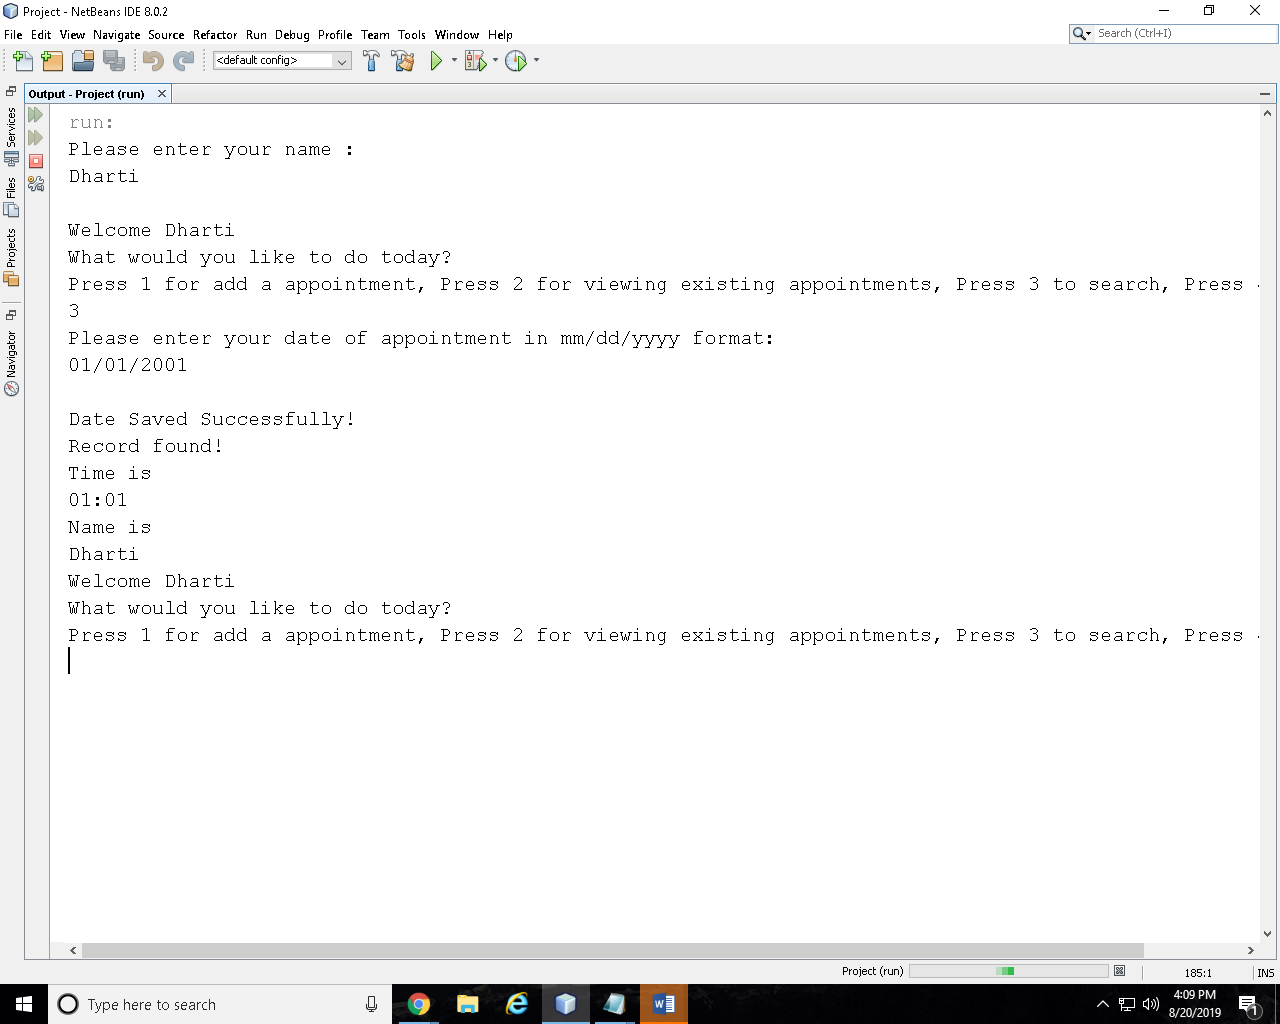 Project - NetBeans IDE 8.0.2
File Edit View Navigate Source Refactor Run Debug Profile Team Tools Window Help
Search (Ctrl+I)
<default config>
Output - Project (run)
Services
Files
Projects
Navigator
run:
Please enter your name :
Dharti
Welcome Dharti
What would you like to do today?
Press 1 for add a appointment, Press 2 for viewing existing appointments, Press 3 to search, Press
3
Please enter your date of appointment in mm/dd/yyyy format:
01/01/2001
Date Saved Successfully!
Record found!
Time is
01:01
Name is
Dharti
Welcome Dharti
What would you like to do today?
Press 1 for add a appointment, Press 2 for viewing existing appointments, Press 3 to search, Press
Project (run)
185:1
INS
Type here to search
4:09 PM
8/20/2019
1